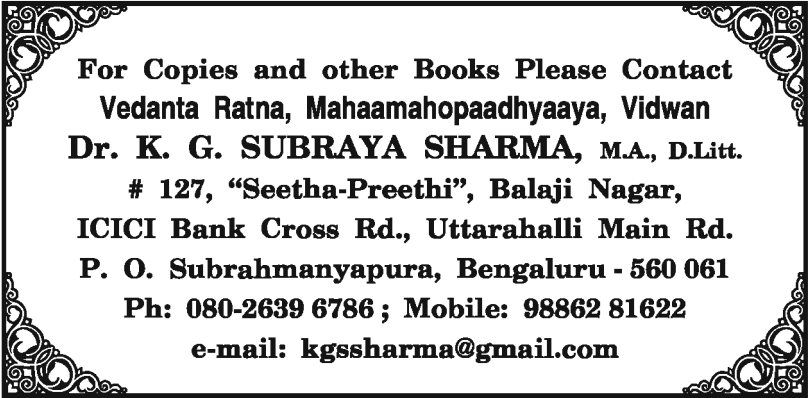 For Copies and other Books Please Contact
Vedanta Ratna, Mahaamahopaadhyaaya, Vidwan
Dr. K. G. SUBRAYA SHARMA, M.A., D.Litt.
# 127, “Seetha-Preethi”, Balaji Nagar,
ICICI Bank Cross Rd., Uttarahalli Main Rd.
P. O. Subrahmanyapura, Bengaluru - 560 061
Ph: 080-2639 6786 ; Mobile: 98862 81622
e-mail: kgssharma@gmail.com